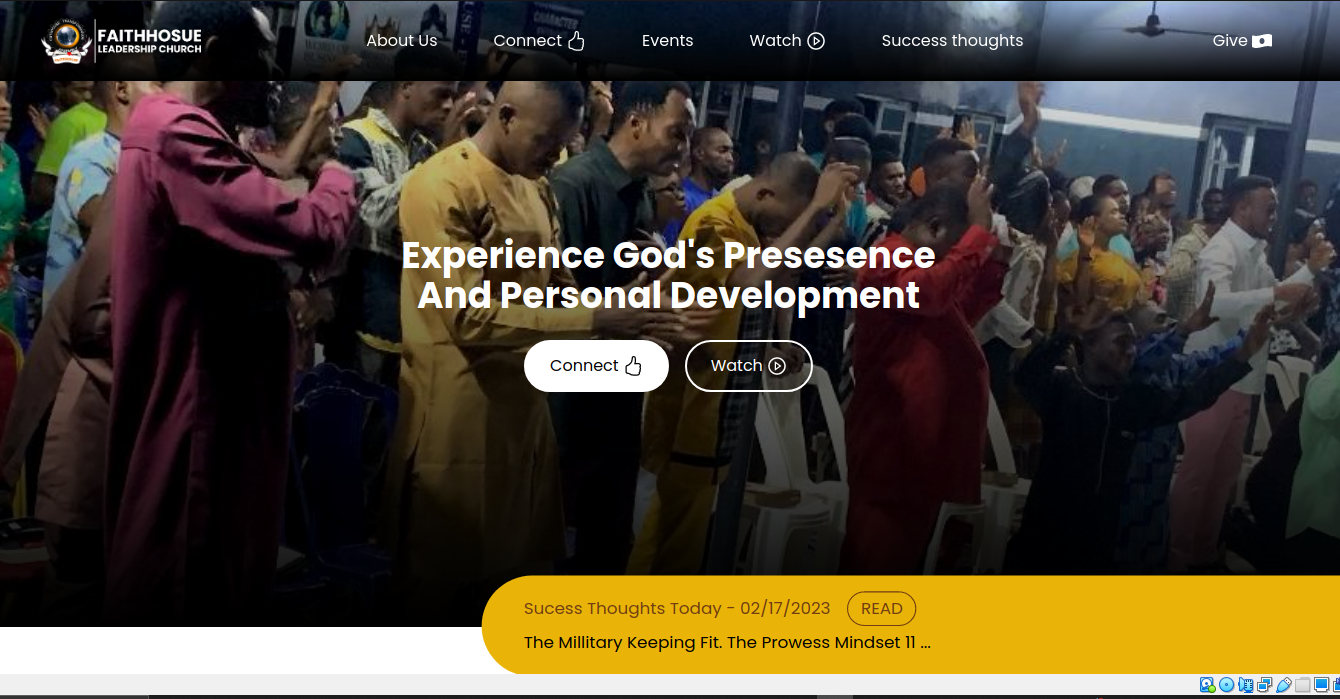 FAITHHOSUE
LEADERSHIP CHURCH
About Us
Connect
Events
Watch
Success thoughts
Give
Experience God's Presesence
And Personal Development
Connect
Watch
Sucess Thoughts Today - 02/17/2023
READ
The Millitary Keeping Fit. The Prowess Mindset 11 ...